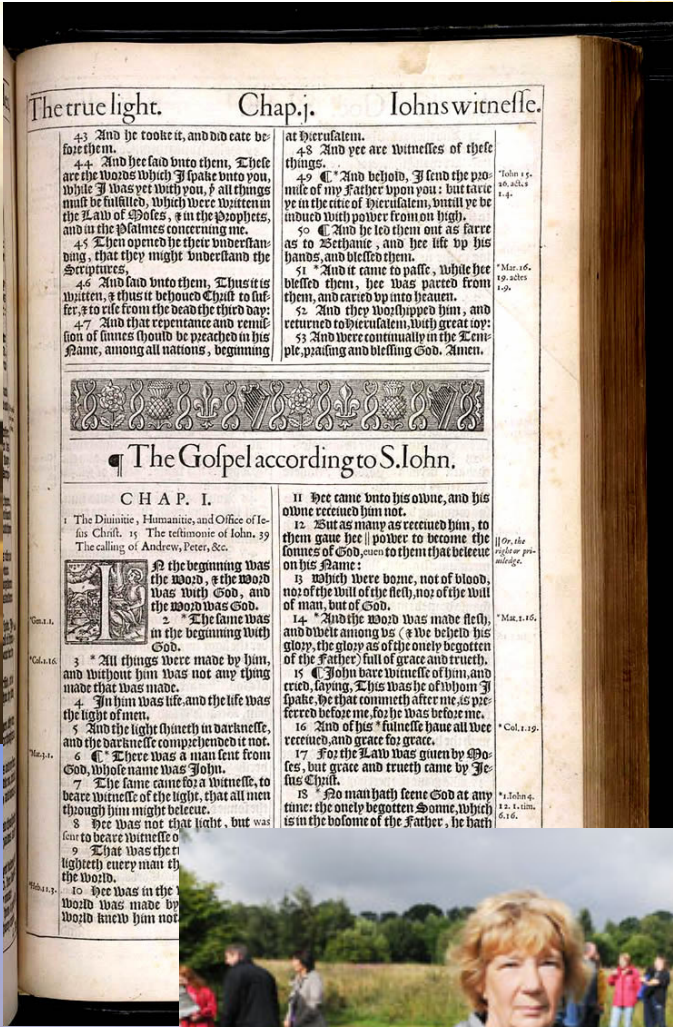 The true light. Chap.j. Iohns witnesse.
43 And he tooke it, and did eate be-
fore them.
44 And hee said vnto them, These
are the words which I spake vnto you,
while I was yet with you, ꝥ all things
must be fulfilled, which were written in
the Law of Moses, & in the Prophets,
and in the Psalmes concerning me.
45 Then opened he their vnderstan-
ding, that they might vnderstand the
Scriptures,
46 And said vnto them, Thus it is
written, & thus it behoued Christ to suf-
fer, & to rise from the dead the third day:
47 And that repentance and remis-
sion of sinnes should be preached in his
Name, among all nations, beginning
at Hierusalem.
48 And yee are witnesses of these
things.
49 ¶ * And behold, I send the pro-
mise of my Father vpon you: but tarie
ye in the citie of Hierusalem, vntill ye be
indued with power from on high.
50 ¶ And he led them out as farre
as to Bethanie, and hee lift vp his
hands, and blessed them.
51 * And it came to passe, while hee
blessed them, hee was parted from
them, and caried vp into heauen.
52 And they worshipped him, and
returned to Hierusalem, with great ioy:
53 And were continually in the Tem-
ple, praising and blessing God. Amen.
*Iohn 15.
26. act.
1.4.
*Mar.16.
19. actes
1.9.
¶ The Gospel according to S.Iohn.
CHAP. I.
1 The Diuinitie, Humanitie, and Office of Ie-
sus Christ. 15 The testimonie of Iohn. 39
The calling of Andrew, Peter, &c.
IN the beginning was
the Word, & the Word
was with God, and
the Word was God.
2 * The same was
in the beginning with
God.
3 * All things were made by him,
and without him was not any thing
made that was made.
4 In him was life, and the life was
the light of men.
5 And the light shineth in darknesse,
and the darknesse comprehended it not.
6 ¶ * There was a man sent from
God, whose name was John.
7 The same came for a witnesse, to
beare witnesse of the light, that all men
through him might beleeue.
8 Hee was not that light, but was
sent to beare witnesse o
9 That was the t
lighteth euery man th
the world.
10 Hee was in the
world was made by
world knew him not
*Gen.1.1.
*Col.1.16.
*Mat.3.1.
*Heb.11.3.
11 Hee came vnto his owne, and his
owne receiued him not.
12 But as many as receiued him, to
them gaue hee || power to become the
sonnes of God, euen to them that beleeue
on his Name:
13 Which were borne, not of blood,
nor of the will of the flesh, nor of the will
of man, but of God.
14 * And the Word was made flesh,
and dwelt among vs (& we beheld his
glory, the glory as of the onely begotten
of the Father) full of grace and trueth.
15 ¶ John bare witnesse of him, and
cried, saying, This was he of whom I
spake, He that commeth after me, is pre-
ferred before me, for he was before me.
16 And of his * fulnesse haue all wee
receiued, and grace for grace.
17 For the Law was giuen by Mo-
ses, but grace and trueth came by Je-
sus Christ.
18 * No man hath seene God at any
time: the onely begotten Sonne, which
is in the bosome of the Father, he hath
|| Or, the
right or pri-
uiledge.
*Mat.1.16.
*Col.1.19.
*1.Iohn 4.
12. 1.tim.
6.16.